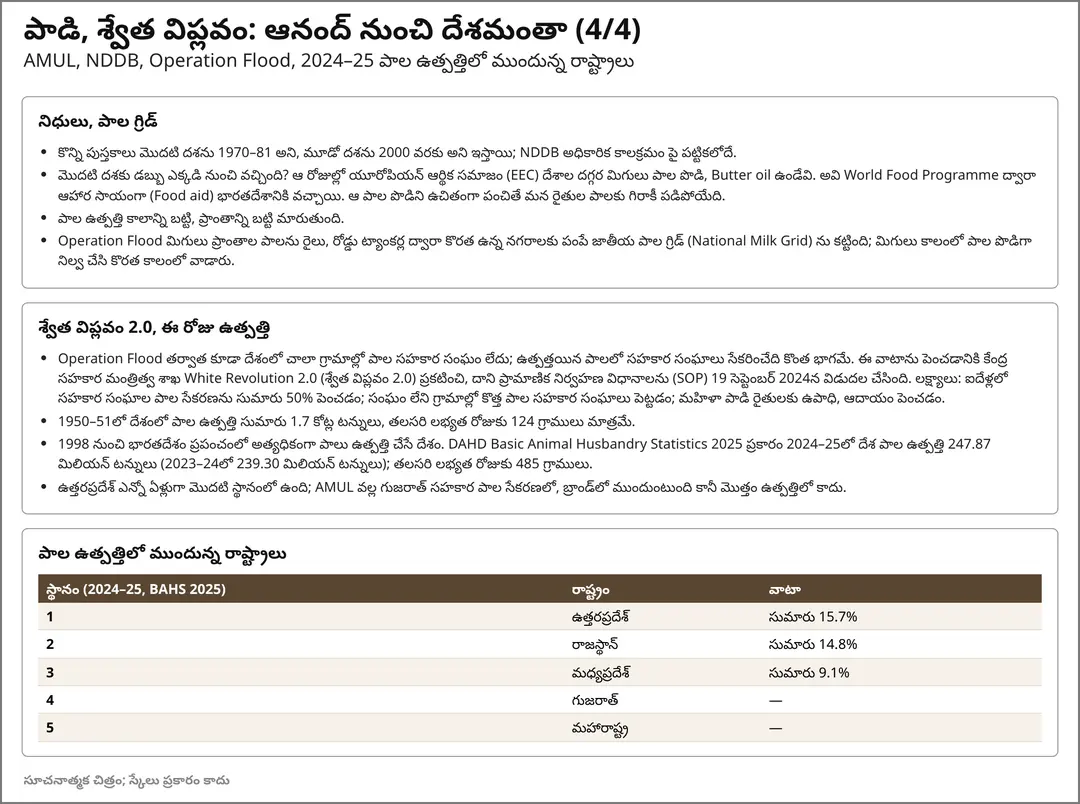 పాడి, శ్వేత విప్లవం: ఆనంద్ నుంచి దేశమంతా (4/4)
AMUL, NDDB, Operation Flood, 2024–25 పాల ఉత్పత్తిలో ముందున్న రాష్ట్రాలు
నిధులు, పాల గ్రిడ్
• కొన్ని పుస్తకాలు మొదటి దశను 1970–81 అని, మూడో దశను 2000 వరకు అని ఇస్తాయి; NDDB అధికారిక కాలక్రమం పై పట్టికలోదే.
• మొదటి దశకు డబ్బు ఎక్కడి నుంచి వచ్చింది? ఆ రోజుల్లో యూరోపియన్ ఆర్థిక సమాజం (EEC) దేశాల దగ్గర మిగులు పాల పొడి, Butter oil ఉండేవి. అవి World Food Programme ద్వారా
ఆహార సాయంగా (Food aid) భారతదేశానికి వచ్చాయి. ఆ పాల పొడిని ఉచితంగా పంచితే మన రైతుల పాలకు గిరాకీ పడిపోయేది.
• పాల ఉత్పత్తి కాలాన్ని బట్టి, ప్రాంతాన్ని బట్టి మారుతుంది.
• Operation Flood మిగులు ప్రాంతాల పాలను రైలు, రోడ్డు ట్యాంకర్ల ద్వారా కొరత ఉన్న నగరాలకు పంపే జాతీయ పాల గ్రిడ్ (National Milk Grid) ను కట్టింది; మిగులు కాలంలో పాల పొడిగా
నిల్వ చేసి కొరత కాలంలో వాడారు.
శ్వేత విప్లవం 2.0, ఈ రోజు ఉత్పత్తి
• Operation Flood తర్వాత కూడా దేశంలో చాలా గ్రామాల్లో పాల సహకార సంఘం లేదు; ఉత్పత్తయిన పాలలో సహకార సంఘాలు సేకరించేది కొంత భాగమే. ఈ వాటాను పెంచడానికి కేంద్ర
సహకార మంత్రిత్వ శాఖ White Revolution 2.0 (శ్వేత విప్లవం 2.0) ప్రకటించి, దాని ప్రామాణిక నిర్వహణ విధానాలను (SOP) 19 సెప్టెంబర్ 2024న విడుదల చేసింది. లక్ష్యాలు: ఐదేళ్లలో
సహకార సంఘాల పాల సేకరణను సుమారు 50% పెంచడం; సంఘం లేని గ్రామాల్లో కొత్త పాల సహకార సంఘాలు పెట్టడం; మహిళా పాడి రైతులకు ఉపాధి, ఆదాయం పెంచడం.
• 1950–51లో దేశంలో పాల ఉత్పత్తి సుమారు 1.7 కోట్ల టన్నులు, తలసరి లభ్యత రోజుకు 124 గ్రాములు మాత్రమే.
• 1998 నుంచి భారతదేశం ప్రపంచంలో అత్యధికంగా పాలు ఉత్పత్తి చేసే దేశం. DAHD Basic Animal Husbandry Statistics 2025 ప్రకారం 2024–25లో దేశ పాల ఉత్పత్తి 247.87
మిలియన్ టన్నులు (2023–24లో 239.30 మిలియన్ టన్నులు); తలసరి లభ్యత రోజుకు 485 గ్రాములు.
• ఉత్తరప్రదేశ్ ఎన్నో ఏళ్లుగా మొదటి స్థానంలో ఉంది; AMUL వల్ల గుజరాత్ సహకార పాల సేకరణలో, బ్రాండ్‌లో ముందుంటుంది కానీ మొత్తం ఉత్పత్తిలో కాదు.
పాల ఉత్పత్తిలో ముందున్న రాష్ట్రాలు
స్థానం (2024–25, BAHS 2025) రాష్ట్రం వాటా
1 ఉత్తరప్రదేశ్ సుమారు 15.7%
2 రాజస్థాన్ సుమారు 14.8%
3 మధ్యప్రదేశ్ సుమారు 9.1%
4 గుజరాత్ —
5 మహారాష్ట్ర —
సూచనాత్మక చిత్రం; స్కేలు ప్రకారం కాదు